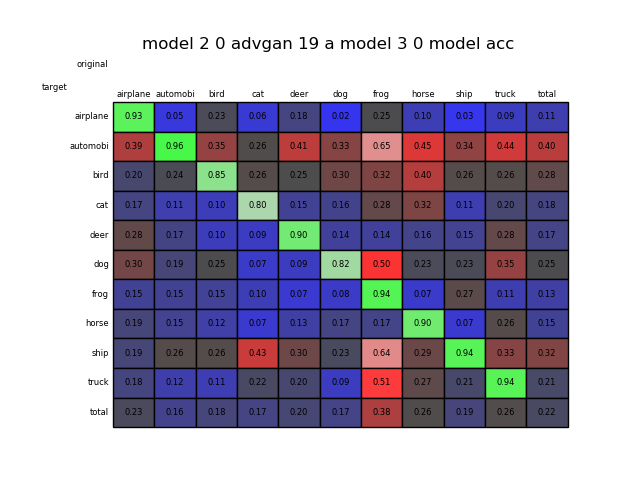 model 2 0 advgan 19 a model 3 0 model acc
original
target
airplane automobi bird cat deer dog frog horse ship truck total
airplane 0.93 0.05 0.23 0.06 0.18 0.02 0.25 0.10 0.03 0.09 0.11
automobi 0.39 0.96 0.35 0.26 0.41 0.33 0.65 0.45 0.34 0.44 0.40
bird 0.20 0.24 0.85 0.26 0.25 0.30 0.32 0.40 0.26 0.26 0.28
cat 0.17 0.11 0.10 0.80 0.15 0.16 0.28 0.32 0.11 0.20 0.18
deer 0.28 0.17 0.10 0.09 0.90 0.14 0.14 0.16 0.15 0.28 0.17
dog 0.30 0.19 0.25 0.07 0.09 0.82 0.50 0.23 0.23 0.35 0.25
frog 0.15 0.15 0.15 0.10 0.07 0.08 0.94 0.07 0.27 0.11 0.13
horse 0.19 0.15 0.12 0.07 0.13 0.17 0.17 0.90 0.07 0.26 0.15
ship 0.19 0.26 0.26 0.43 0.30 0.23 0.64 0.29 0.94 0.33 0.32
truck 0.18 0.12 0.11 0.22 0.20 0.09 0.51 0.27 0.21 0.94 0.21
total 0.23 0.16 0.18 0.17 0.20 0.17 0.38 0.26 0.19 0.26 0.22